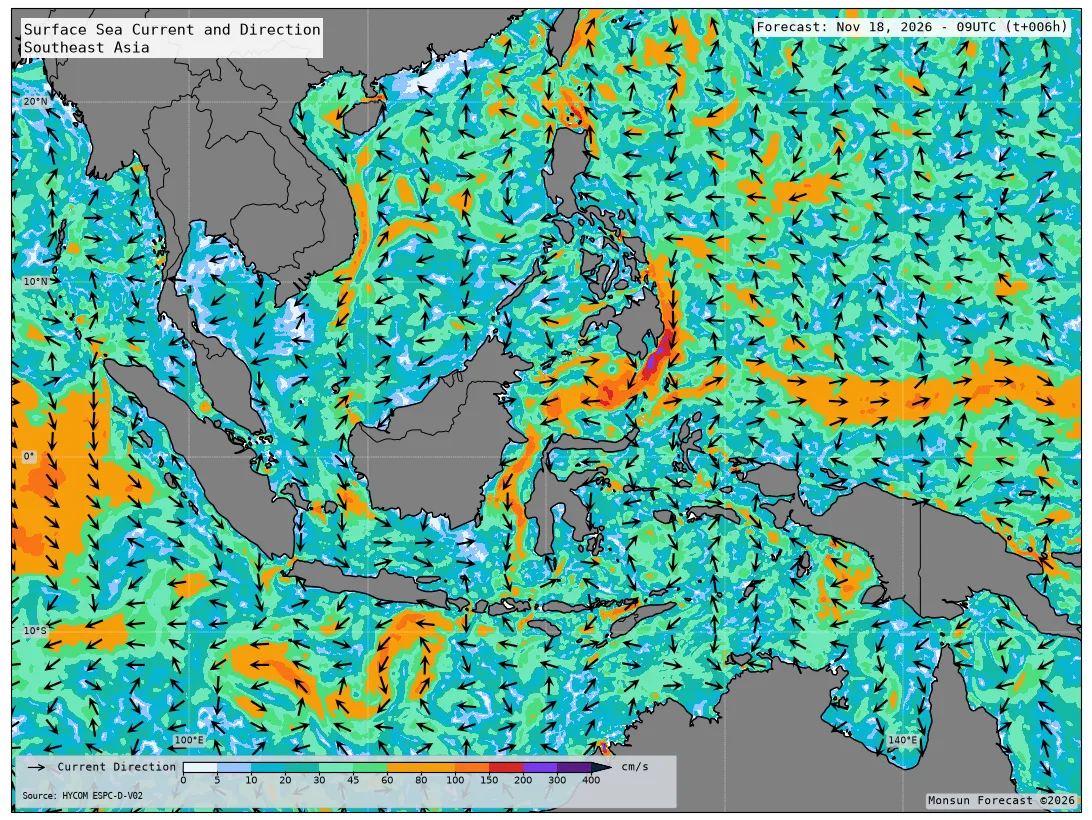 Surface Sea Current and Direction
Southeast Asia
Forecast: Nov 18, 2026 - 09UTC (t+006h)
20°N
10°N
0°
10°S
100°E
140°E
Current Direction
0 5 10 20 30 45 60 80 100 150 200 300 400
cm/s
Source: HYCOM ESPC-D-V02
Monsun Forecast ©2026